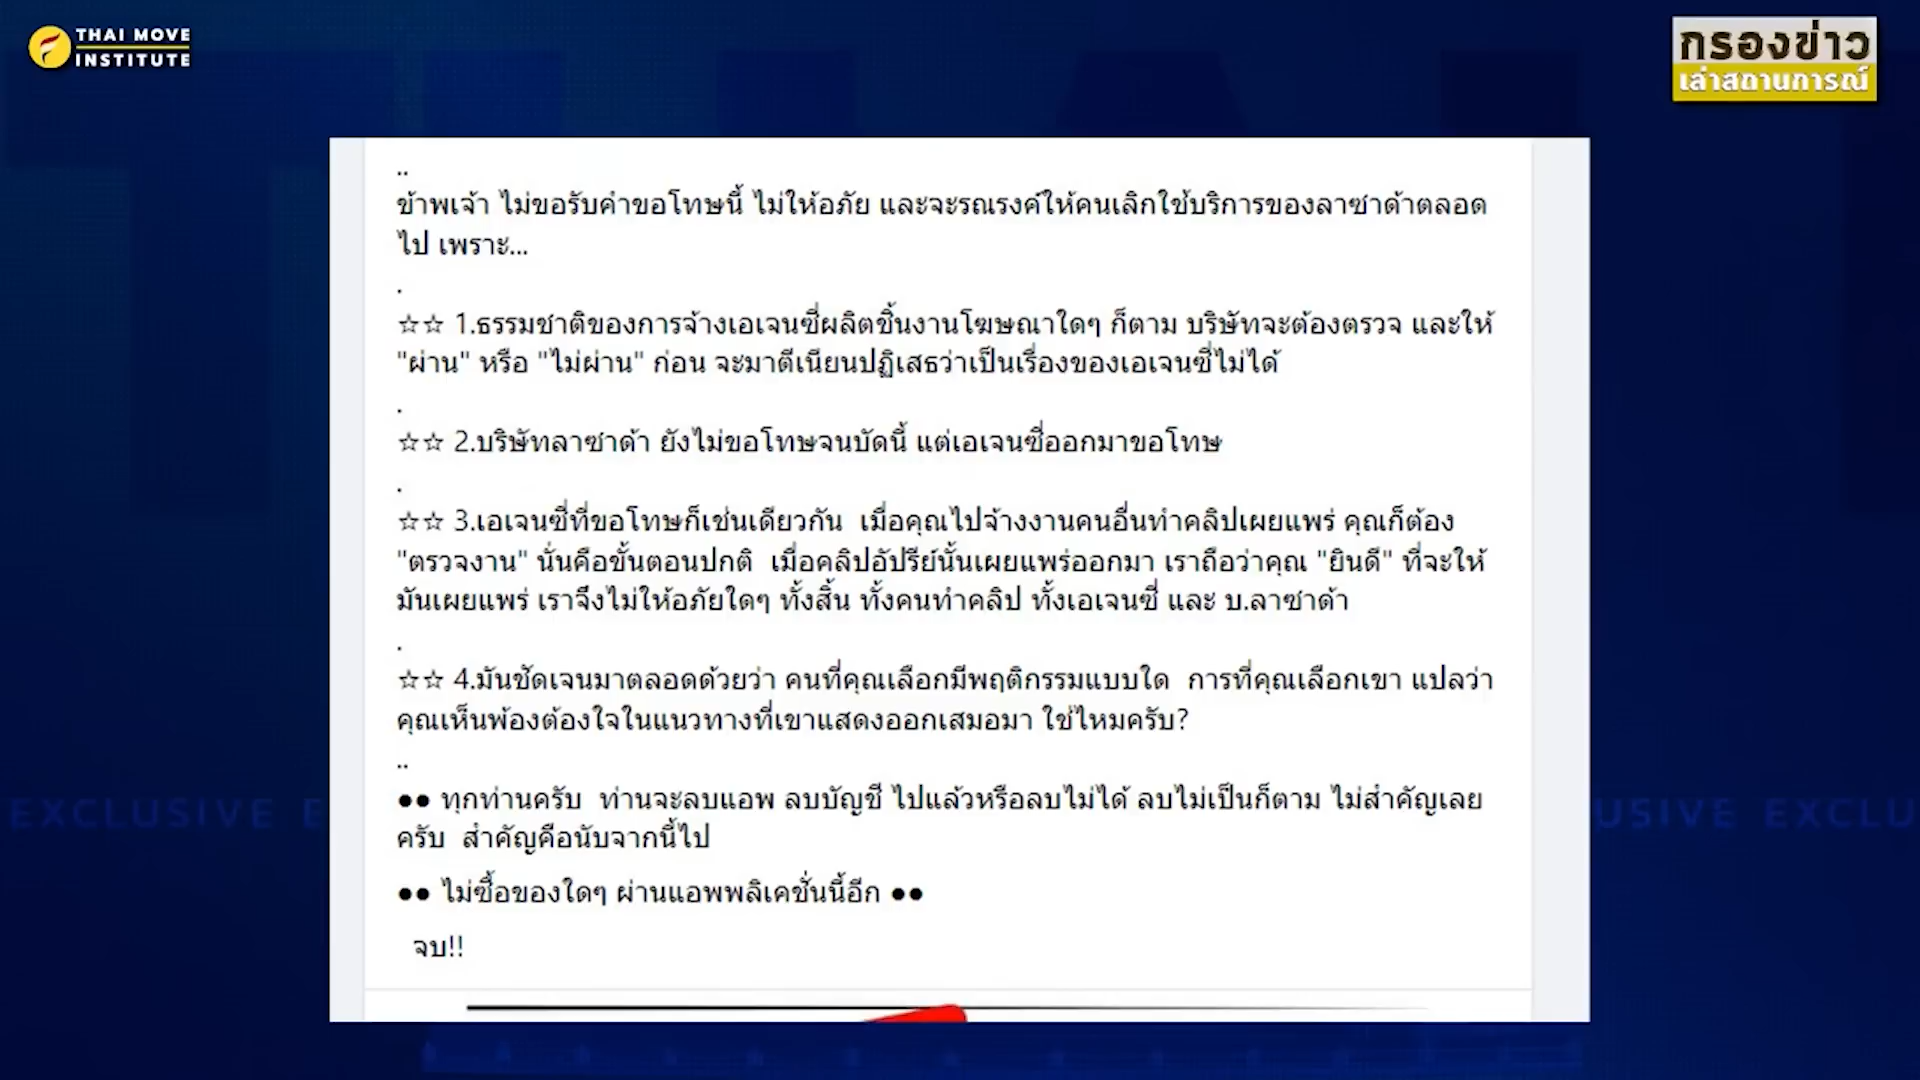 THAI MOVE
INSTITUTE
กรองข่าว
เล่าสถานการณ์
..
ข้าพเจ้า ไม่ขอรับคำขอโทษนี้ ไม่ให้อภัย และจะรณรงค์ให้คนเลิกใช้บริการของลาซาด้าตลอด
ไป เพราะ...
.
☆☆ 1.ธรรมชาติของการจ้างเอเจนซี่ผลิตชิ้นงานโฆษณาใดๆ ก็ตาม บริษัทจะต้องตรวจ และให้
"ผ่าน" หรือ "ไม่ผ่าน" ก่อน จะมาตีเนียนปฏิเสธว่าเป็นเรื่องของเอเจนซี่ไม่ได้
.
☆☆ 2.บริษัทลาซาด้า ยังไม่ขอโทษจนบัดนี้ แต่เอเจนซี่ออกมาขอโทษ
.
☆☆ 3.เอเจนซี่ที่ขอโทษก็เช่นเดียวกัน เมื่อคุณไปจ้างงานคนอื่นทำคลิปเผยแพร่ คุณก็ต้อง
"ตรวจงาน" นั่นคือขั้นตอนปกติ เมื่อคลิปอัปรีย์นั้นเผยแพร่ออกมา เราถือว่าคุณ "ยินดี" ที่จะให้
มันเผยแพร่ เราจึงไม่ให้อภัยใดๆ ทั้งสิ้น ทั้งคนทำคลิป ทั้งเอเจนซี่ และ บ.ลาซาด้า
.
☆☆ 4.มันชัดเจนมาตลอดด้วยว่า คนที่คุณเลือกมีพฤติกรรมแบบใด การที่คุณเลือกเขา แปลว่า
คุณเห็นพ้องต้องใจในแนวทางที่เขาแสดงออกเสมอมา ใช่ไหมครับ?
..
●● ทุกท่านครับ ท่านจะลบแอพ ลบบัญชี ไปแล้วหรือลบไม่ได้ ลบไม่เป็นก็ตาม ไม่สำคัญเลย
ครับ สำคัญคือนับจากนี้ไป
●● ไม่ซื้อของใดๆ ผ่านแอพพลิเคชั่นนี้อีก ●●
จบ!!
EXCLUSIVE